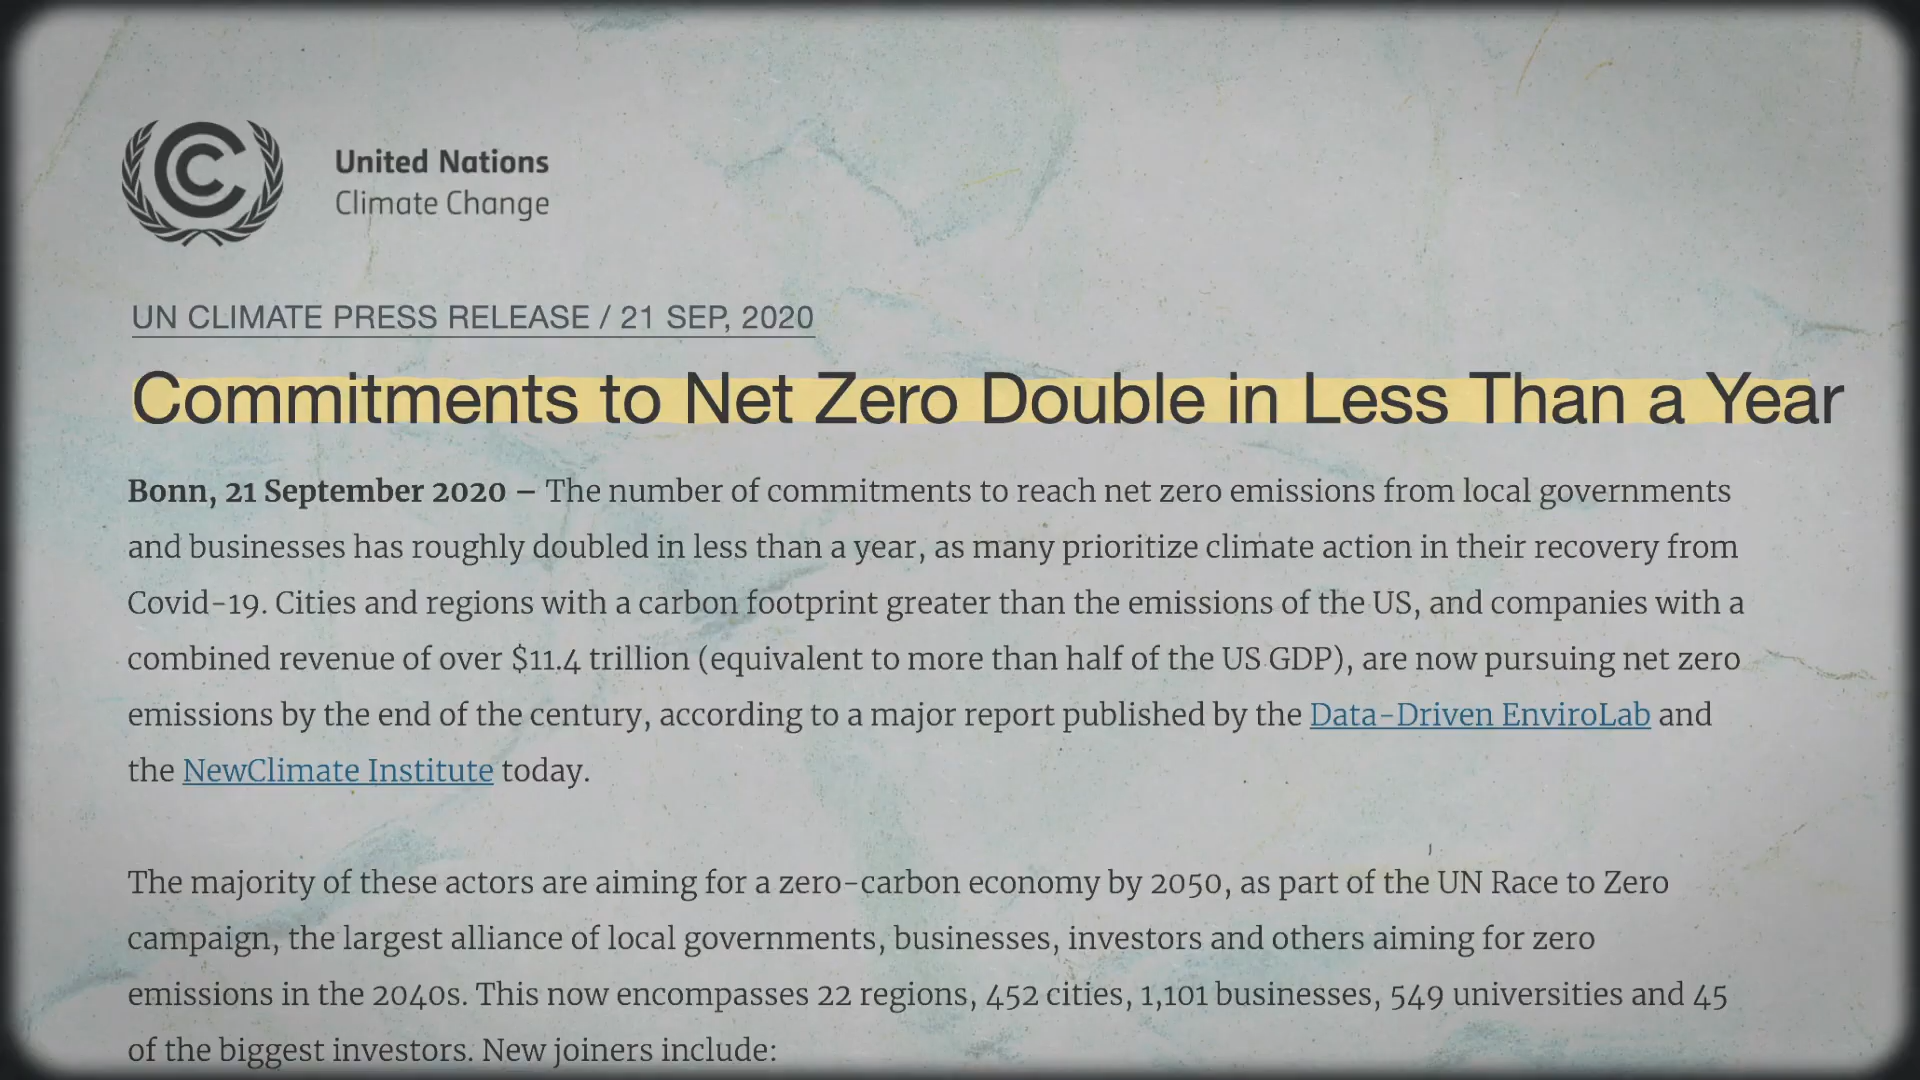 United Nations
Climate Change
UN CLIMATE PRESS RELEASE / 21 SEP, 2020
Commitments to Net Zero Double in Less Than a Year
Bonn, 21 September 2020 – The number of commitments to reach net zero emissions from local governments
and businesses has roughly doubled in less than a year, as many prioritize climate action in their recovery from
Covid-19. Cities and regions with a carbon footprint greater than the emissions of the US, and companies with a
combined revenue of over $11.4 trillion (equivalent to more than half of the US GDP), are now pursuing net zero
emissions by the end of the century, according to a major report published by the Data-Driven EnviroLab and
the NewClimate Institute today.
The majority of these actors are aiming for a zero-carbon economy by 2050, as part of the UN Race to Zero
campaign, the largest alliance of local governments, businesses, investors and others aiming for zero
emissions in the 2040s. This now encompasses 22 regions, 452 cities, 1,101 businesses, 549 universities and 45
of the biggest investors. New joiners include: